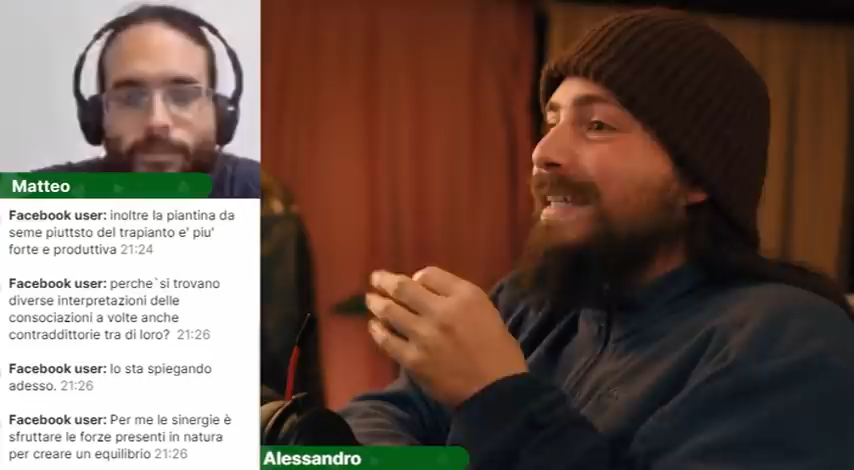 Matteo
Facebook user: inoltre la piantina da
seme piuttsto del trapianto e' piu'
forte e produttiva 21:24
Facebook user: perche`si trovano
diverse interpretazioni delle
consociazioni a volte anche
contraddittorie tra di loro? 21:26
Facebook user: lo sta spiegando
adesso. 21:26
Facebook user: Per me le sinergie è
sfruttare le forze presenti in natura
per creare un equilibrio 21:26
Alessandro